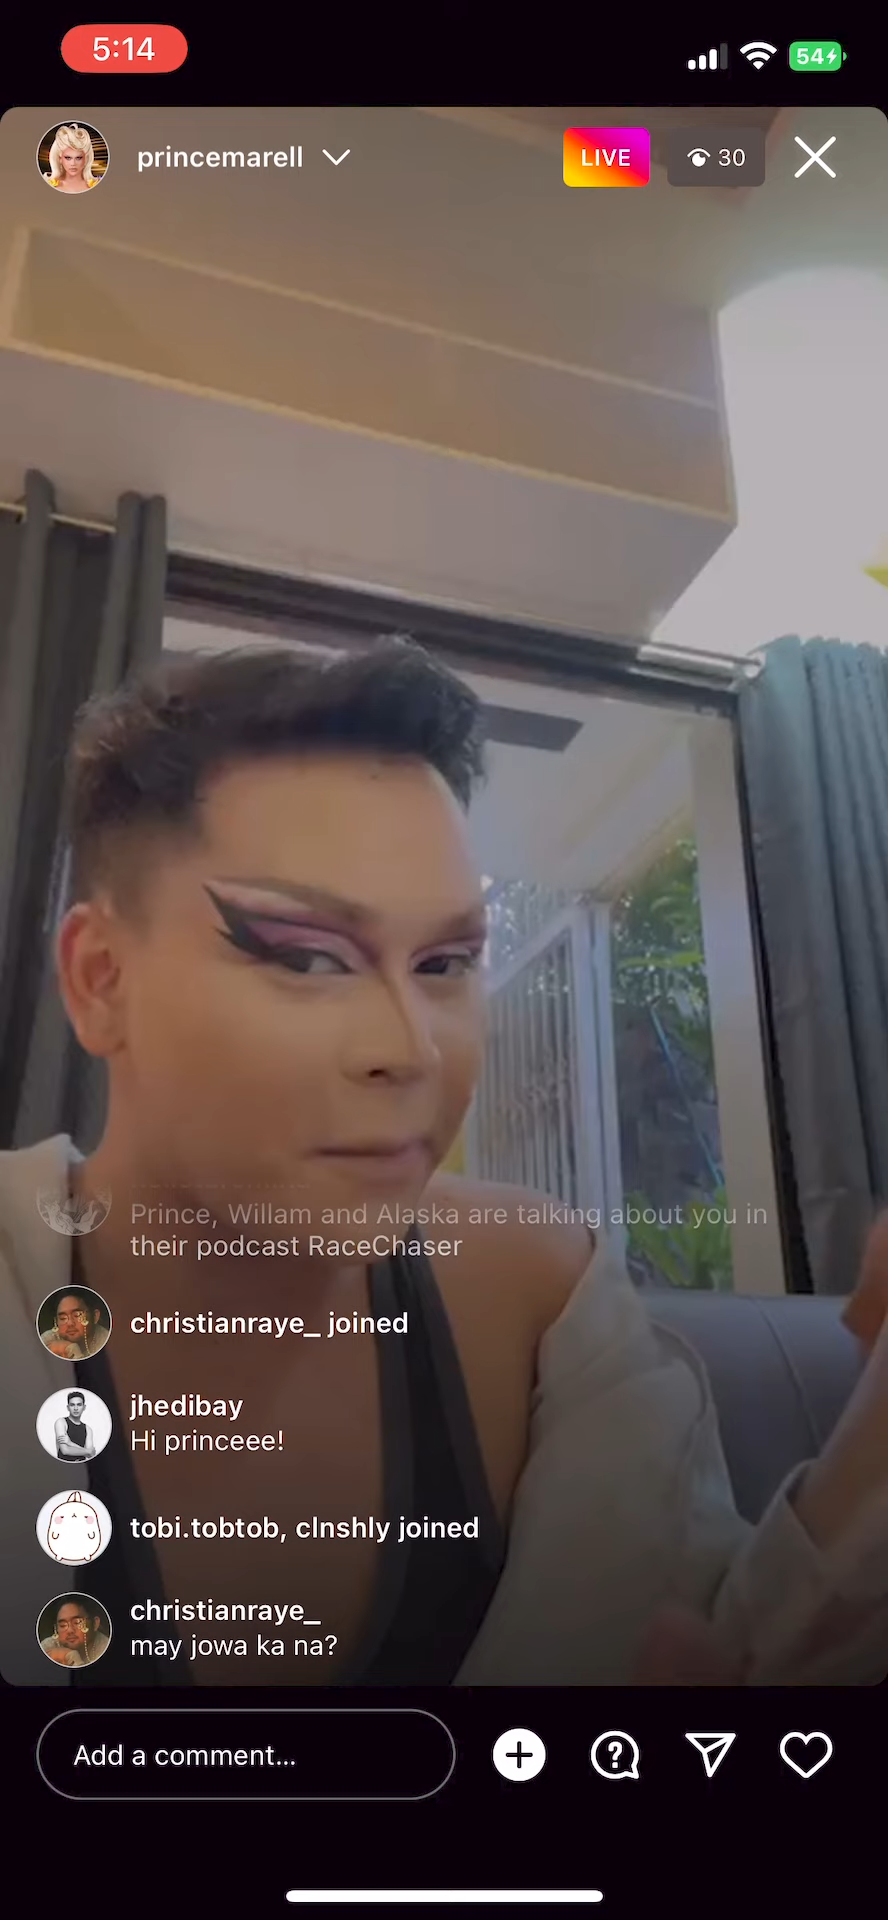 5:14
54
princemarell
LIVE
30
Prince, Willam and Alaska are talking about you in
their podcast RaceChaser
christianraye_ joined
jhedibay
Hi princeee!
tobi.tobtob, clnshly joined
christianraye_
may jowa ka na?
Add a comment...